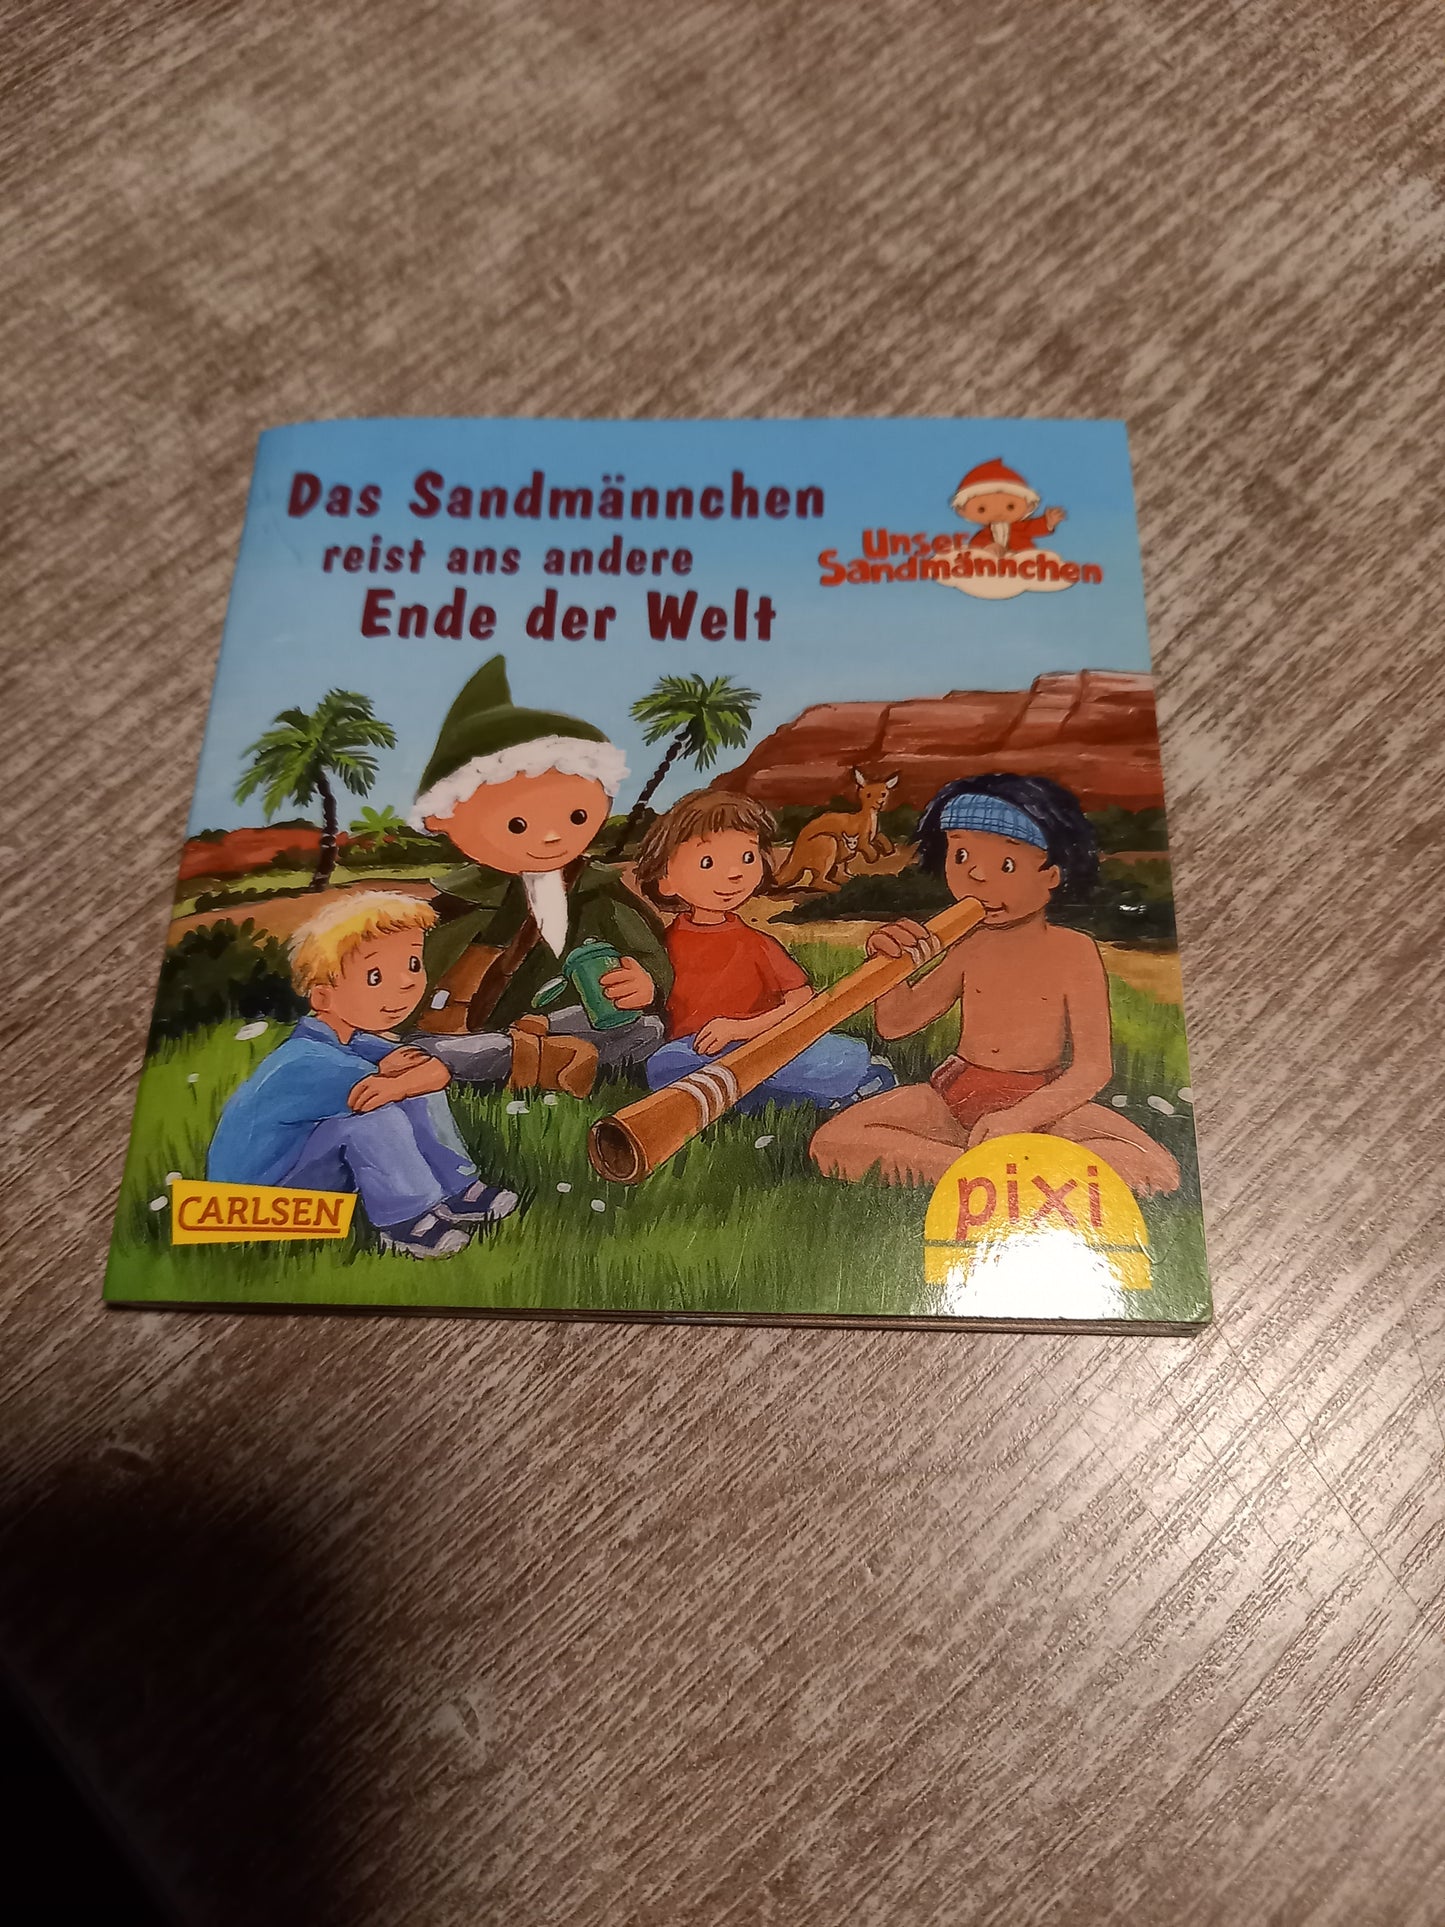 Das Sandmännchen
reist ans andere
Ende der Welt
Unser
Sandmännchen
CARLSEN
pixi